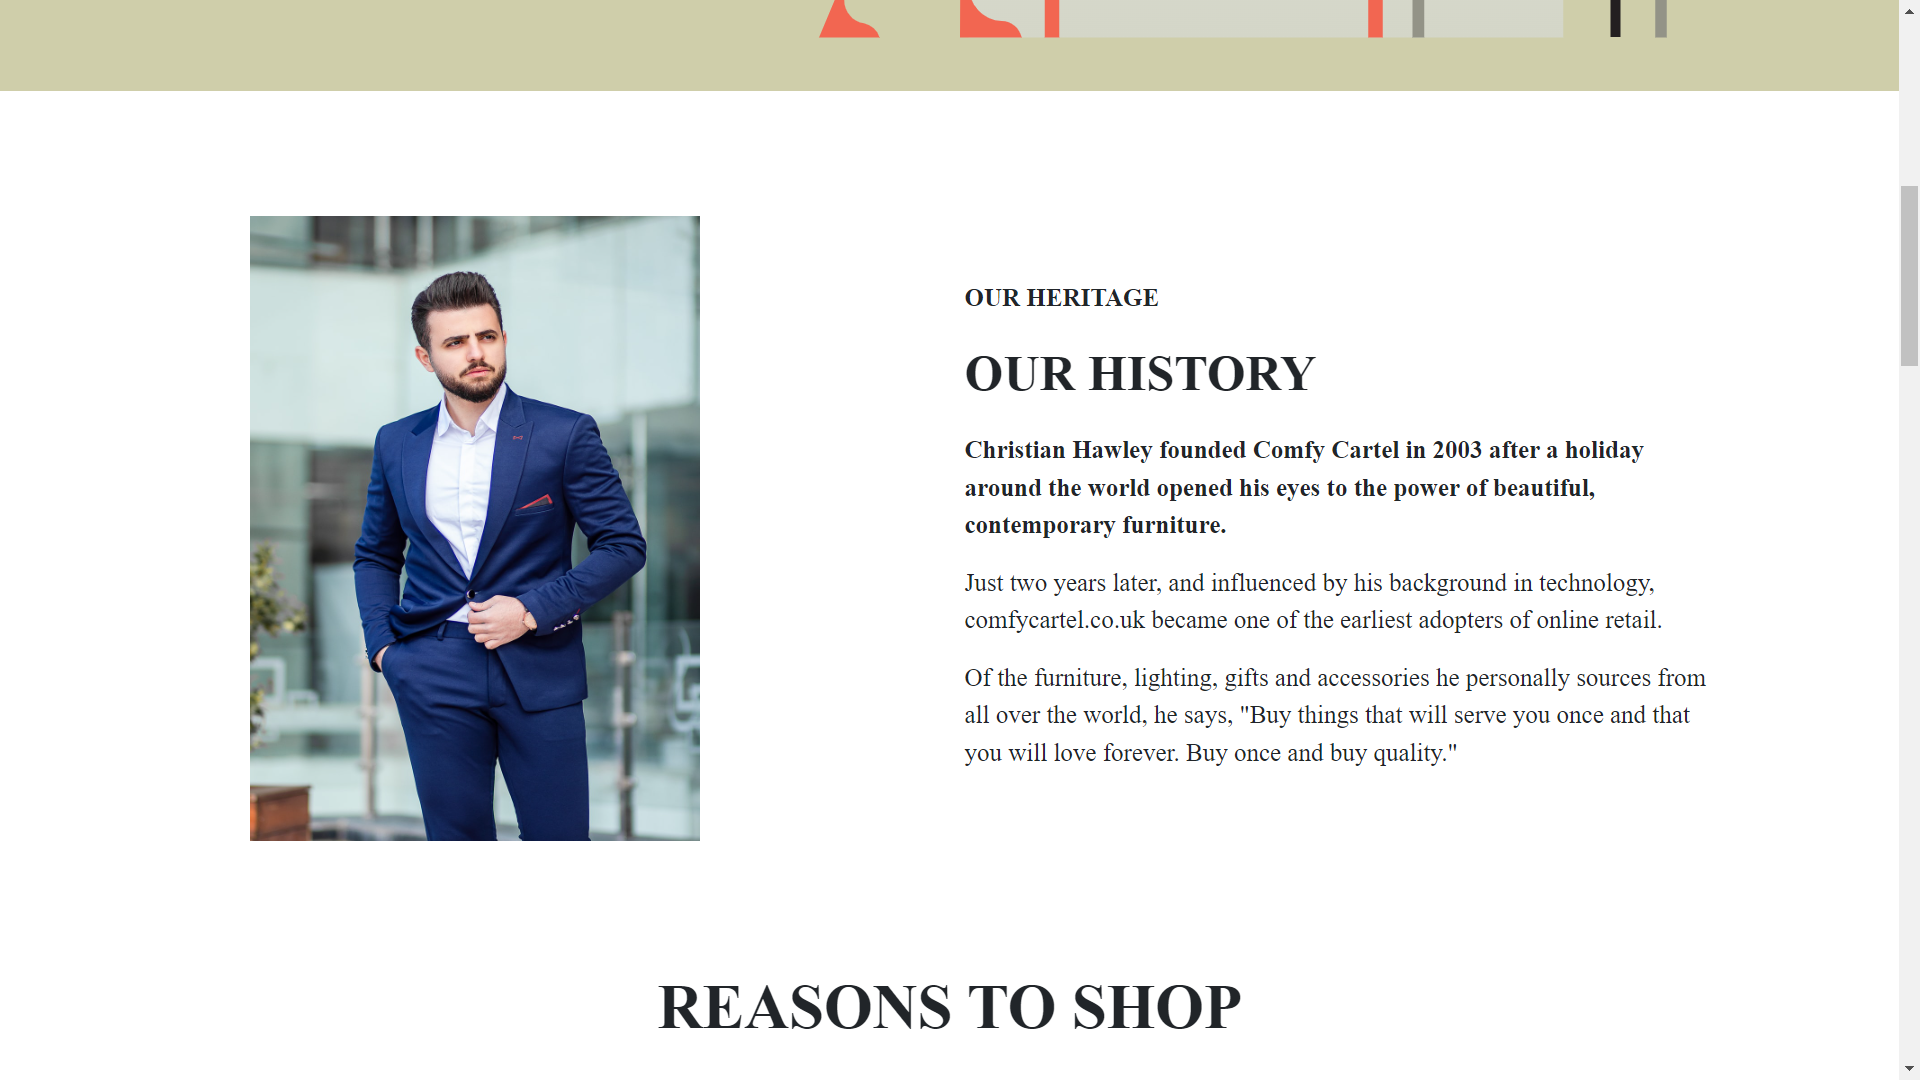 OUR HERITAGE
OUR HISTORY
Christian Hawley founded Comfy Cartel in 2003 after a holiday
around the world opened his eyes to the power of beautiful,
contemporary furniture.
Just two years later, and influenced by his background in technology,
comfycartel.co.uk became one of the earliest adopters of online retail.
Of the furniture, lighting, gifts and accessories he personally sources from
all over the world, he says, "Buy things that will serve you once and that
you will love forever. Buy once and buy quality."
REASONS TO SHOP